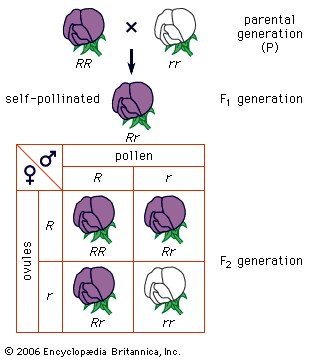 parental
generation
(P)
×
RR
rr
self-pollinated
F1 generation
Rr
♂
♀
pollen
R
r
ovules
R
RR
Rr
F2 generation
r
Rr
rr
© 2006 Encyclopædia Britannica, Inc.